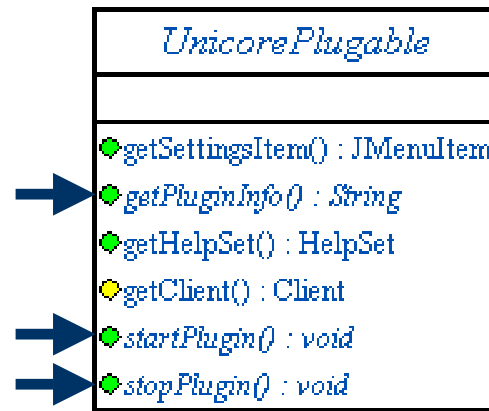 UnicorePlugable
getSettingsItem() : JMenuItem
getPluginInfo() : String
getHelpSet() : HelpSet
getClient() : Client
startPlugin() : void
stopPlugin() : void